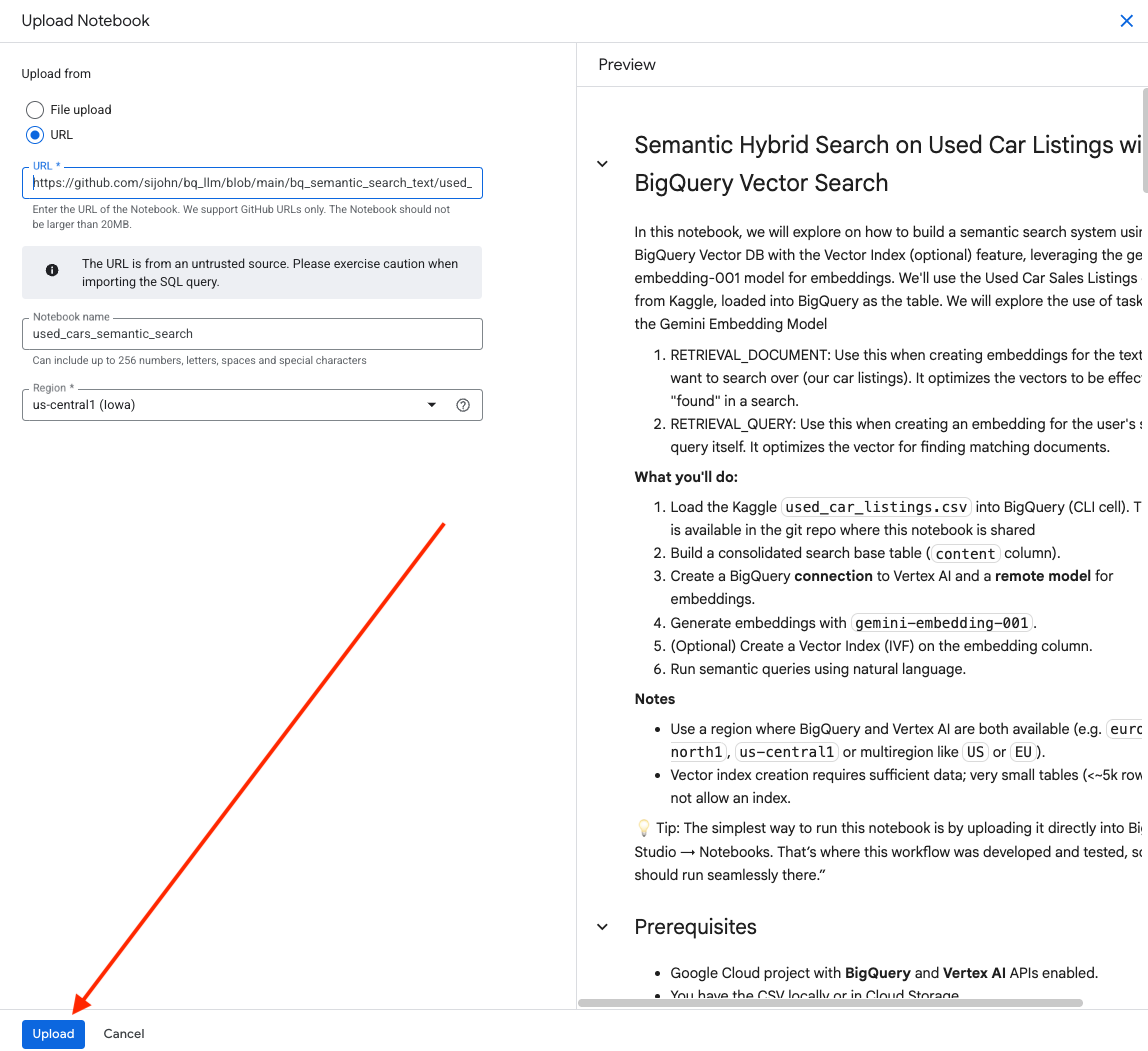 Upload Notebook
Upload from
File upload
URL
URL *
https://github.com/sijohn/bq_llm/blob/main/bq_semantic_search_text/used_
Enter the URL of the Notebook. We support GitHub URLs only. The Notebook should not
be larger than 20MB.
The URL is from an untrusted source. Please exercise caution when
importing the SQL query.
Notebook name
used_cars_semantic_search
Can include up to 256 numbers, letters, spaces and special characters
Region *
us-central1 (Iowa)
Upload
Cancel
Preview
Semantic Hybrid Search on Used Car Listings wi
BigQuery Vector Search
In this notebook, we will explore on how to build a semantic search system usin
BigQuery Vector DB with the Vector Index (optional) feature, leveraging the ge
embedding-001 model for embeddings. We'll use the Used Car Sales Listings
from Kaggle, loaded into BigQuery as the table. We will explore the use of task
the Gemini Embedding Model
1. RETRIEVAL_DOCUMENT: Use this when creating embeddings for the text
want to search over (our car listings). It optimizes the vectors to be effec
"found" in a search.
2. RETRIEVAL_QUERY: Use this when creating an embedding for the user's s
query itself. It optimizes the vector for finding matching documents.
What you'll do:
1. Load the Kaggle used_car_listings.csv into BigQuery (CLI cell). T
is available in the git repo where this notebook is shared
2. Build a consolidated search base table (content column).
3. Create a BigQuery connection to Vertex AI and a remote model for
embeddings.
4. Generate embeddings with gemini-embedding-001.
5. (Optional) Create a Vector Index (IVF) on the embedding column.
6. Run semantic queries using natural language.
Notes
• Use a region where BigQuery and Vertex AI are both available (e.g. euro
north1, us-central1 or multiregion like US or EU).
• Vector index creation requires sufficient data; very small tables (<~5k row
not allow an index.
💡 Tip: The simplest way to run this notebook is by uploading it directly into Big
Studio → Notebooks. That’s where this workflow was developed and tested, so
should run seamlessly there.”
Prerequisites
• Google Cloud project with BigQuery and Vertex AI APIs enabled.
• You have the CSV locally or in Cloud Storage